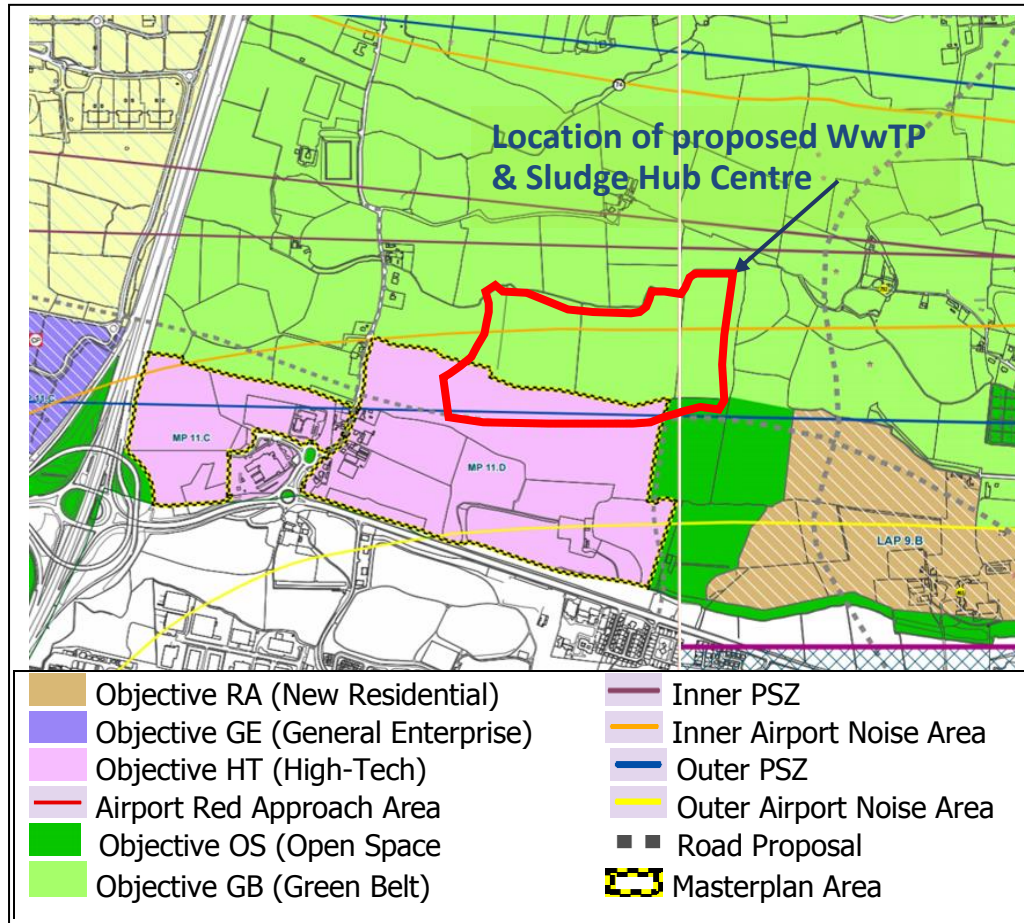 Location of proposed WwTP
& Sludge Hub Centre
MP 11.C
MP 11.D
LAP 9.B
Objective RA (New Residential)
Objective GE (General Enterprise)
Objective HT (High-Tech)
Airport Red Approach Area
Objective OS (Open Space
Objective GB (Green Belt)
Inner PSZ
Inner Airport Noise Area
Outer PSZ
Outer Airport Noise Area
Road Proposal
Masterplan Area